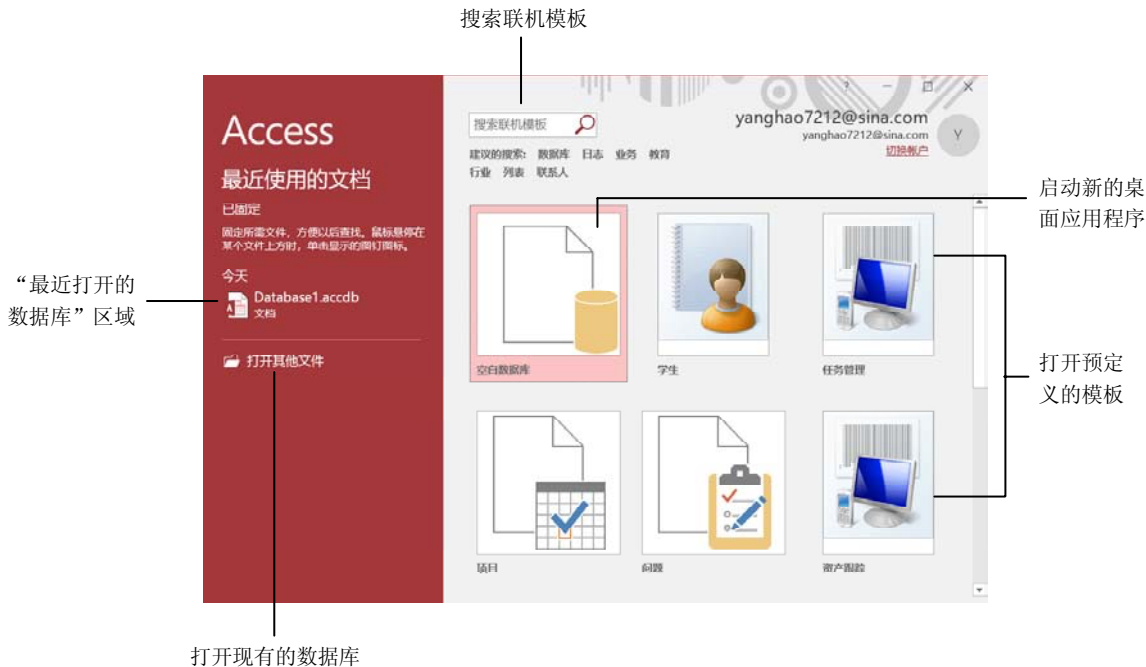 搜索联机模板
?
Access
搜索联机模板
yanghao7212@sina.com
yanghao7212@sina.com
切换帐户
Y
建议的搜索: 数据库 日志 业务 教育
行业 列表 联系人
最近使用的文档
已固定
固定所需文件，方便以后查找。鼠标悬停在
某个文件上方时，单击显示的图钉图标。
今天
Database1.accdb
文档
打开其他文件
“最近打开的
数据库”区域
启动新的桌
面应用程序
空白数据库
学生
任务管理
打开预定
义的模板
项目
问题
资产跟踪
打开现有的数据库